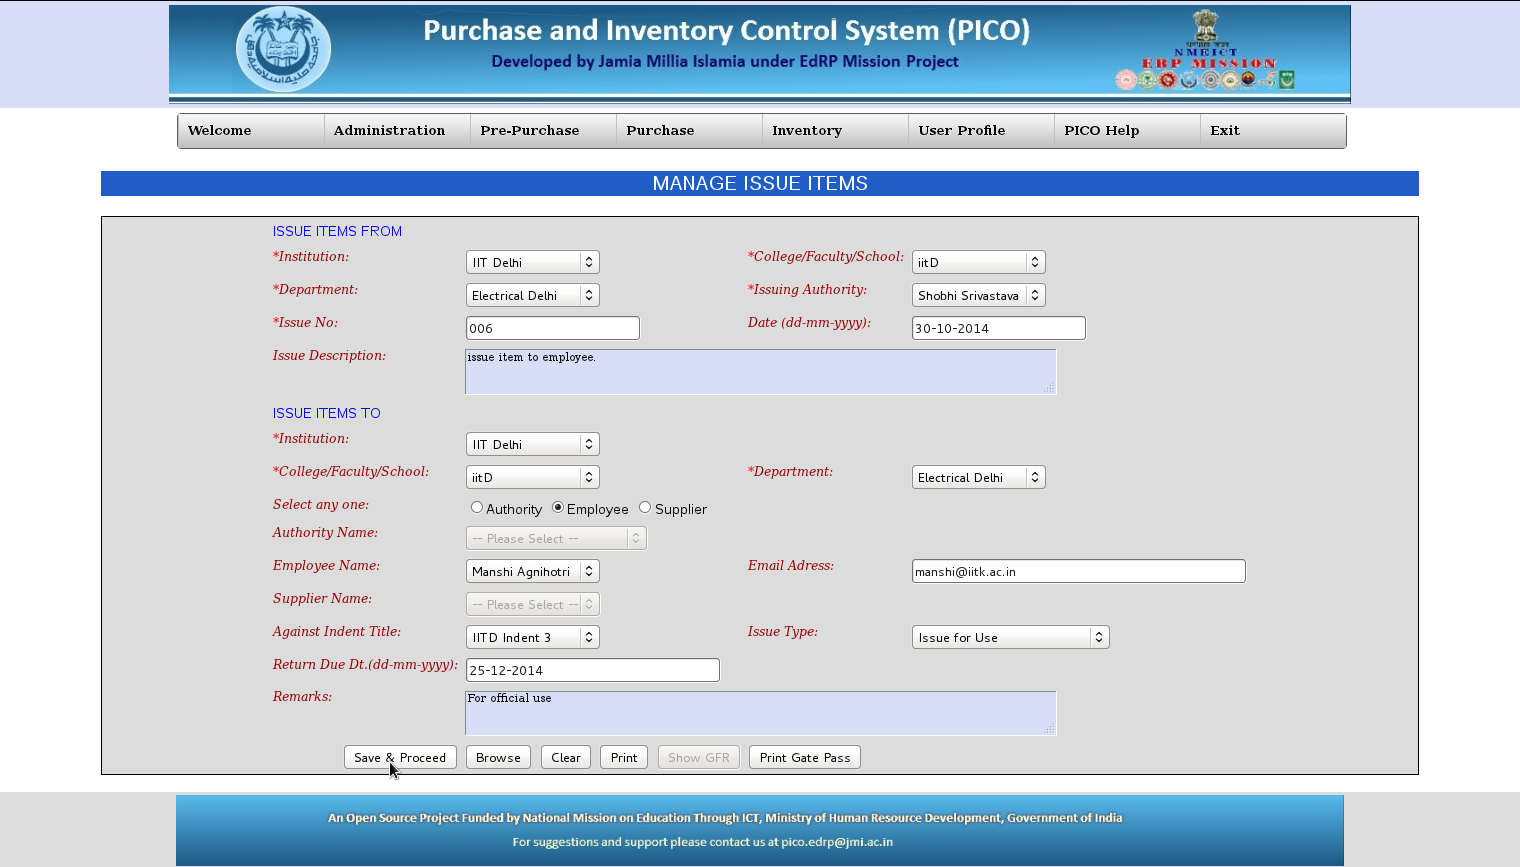 Purchase and Inventory Control System (PICO)
Developed by Jamia Millia Islamia under EdRP Mission Project
NMEICT
ERP MISSION
Welcome Administration Pre-Purchase Purchase Inventory User Profile PICO Help Exit
MANAGE ISSUE ITEMS
ISSUE ITEMS FROM
*Institution: IIT Delhi *College/Faculty/School: iitD
*Department: Electrical Delhi *Issuing Authority: Shobhi Srivastava
*Issue No: 006 Date (dd-mm-yyyy): 30-10-2014
Issue Description: issue item to employee.
ISSUE ITEMS TO
*Institution: IIT Delhi
*College/Faculty/School: iitD *Department: Electrical Delhi
Select any one: Authority Employee Supplier
Authority Name: -- Please Select --
Employee Name: Manshi Agnihotri Email Adress: manshi@iitk.ac.in
Supplier Name: -- Please Select --
Against Indent Title: IITD Indent 3 Issue Type: Issue for Use
Return Due Dt.(dd-mm-yyyy): 25-12-2014
Remarks: For official use
Save & Proceed Browse Clear Print Show GFR Print Gate Pass
An Open Source Project Funded by National Mission on Education Through ICT, Ministry of Human Resource Development, Government of India
For suggestions and support please contact us at pico.edrp@jmi.ac.in